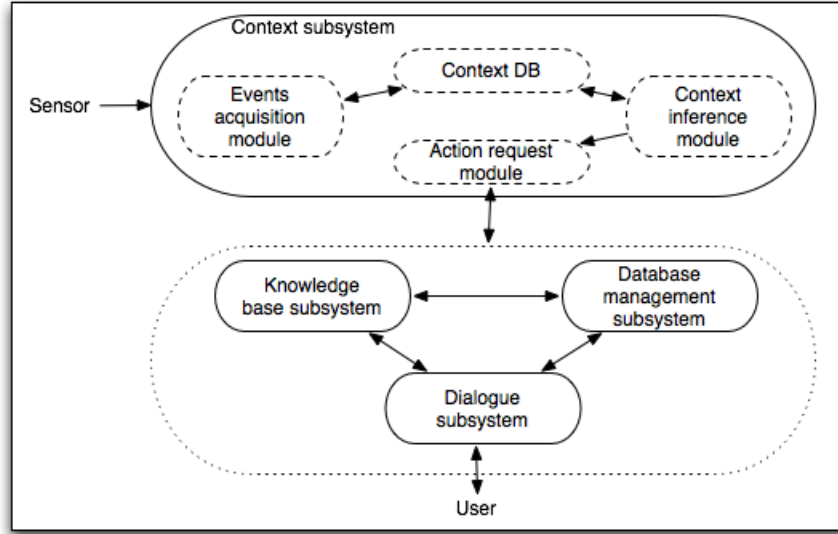 Context subsystem
Sensor
Events
acquisition
module
Context DB
Context
inference
module
Action request
module
Knowledge
base subsystem
Database
management
subsystem
Dialogue
subsystem
User